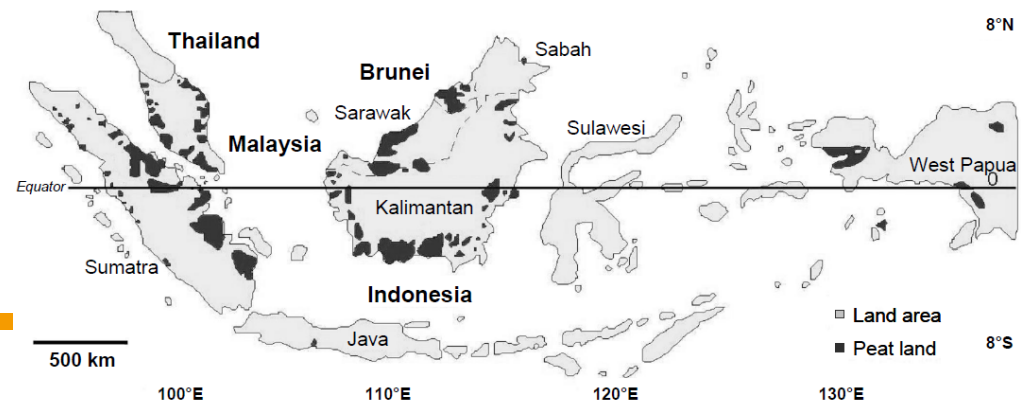 8°N
Thailand
Sabah
Brunei
Sarawak
Sulawesi
Malaysia
West Papua
Equator
0
Kalimantan
Sumatra
Indonesia
Land area
Java
Peat land
8°S
500 km
100°E
110°E
120°E
130°E